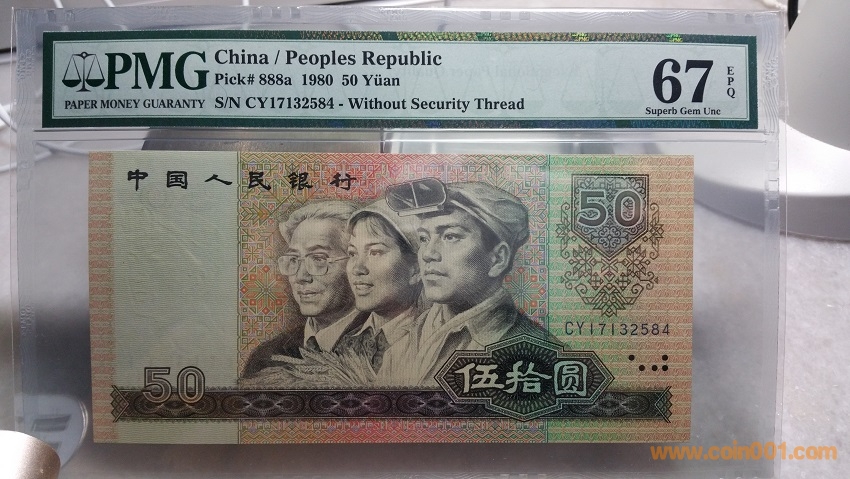 PMG
PAPER MONEY GUARANTY
China / Peoples Republic
Pick# 888a 1980 50 Yüan
S/N CY17132584 - Without Security Thread
67 EPQ
Superb Gem Unc
中国人民银行
50
CY17132584
50
伍拾圆
www.coin001.com